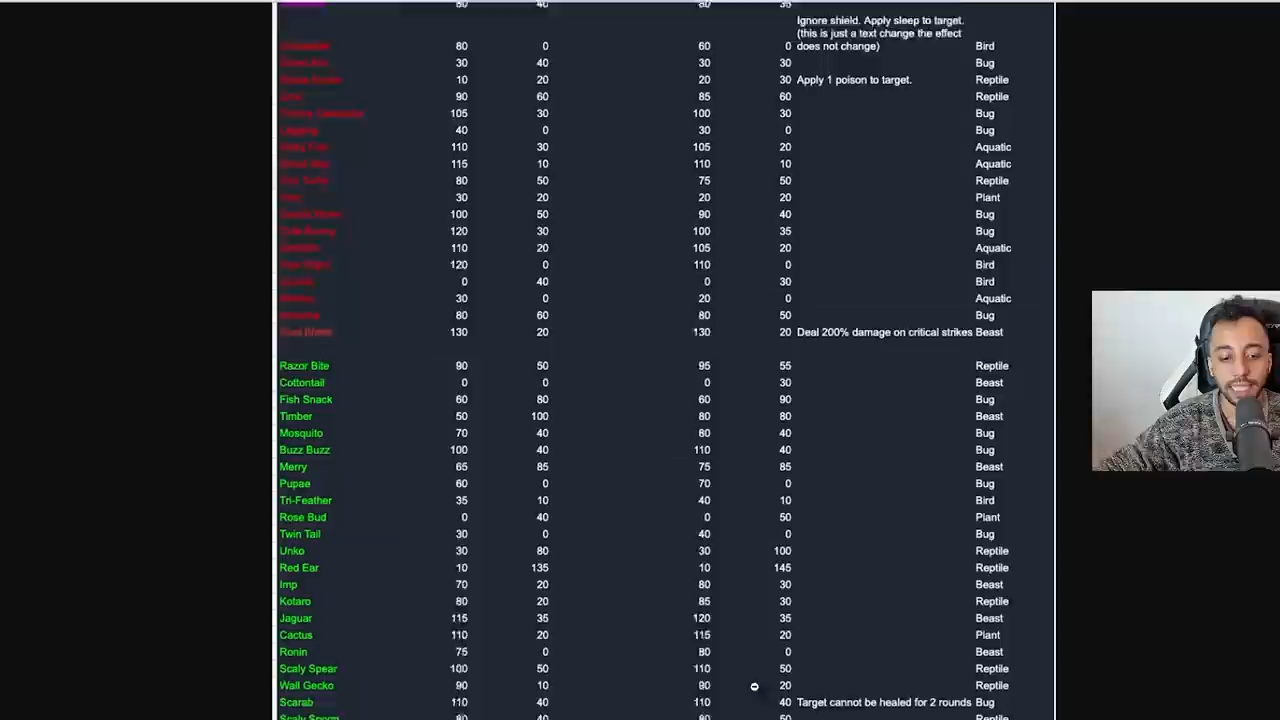 80 40 80 35
Ignore shield. Apply sleep to target.
(this is just a text change the effect
80 0 60 0 does not change) Bird
30 40 30 30 Bug
10 20 20 30 Apply 1 poison to target. Reptile
90 60 85 60 Reptile
105 30 100 30 Bug
40 0 30 0 Bug
110 30 105 20 Aquatic
115 10 110 10 Aquatic
80 50 75 50 Reptile
30 20 20 20 Plant
100 50 90 40 Bug
120 30 100 35 Bug
110 20 105 20 Aquatic
120 0 110 0 Bird
0 40 0 30 Bird
30 0 20 0 Aquatic
80 60 80 50 Bug
130 20 130 20 Deal 200% damage on critical strikes Beast
Razor Bite 90 50 95 55 Reptile
Cottontail 0 0 0 30 Beast
Fish Snack 60 80 60 90 Bug
Timber 50 100 80 80 Beast
Mosquito 70 40 80 40 Bug
Buzz Buzz 100 40 110 40 Bug
Merry 65 85 75 85 Beast
Pupae 60 0 70 0 Bug
Tri-Feather 35 10 40 10 Bird
Rose Bud 0 40 0 50 Plant
Twin Tail 30 0 40 0 Bug
Unko 30 80 30 100 Reptile
Red Ear 10 135 10 145 Reptile
Imp 70 20 80 30 Beast
Kotaro 80 20 85 30 Reptile
Jaguar 115 35 120 35 Beast
Cactus 110 20 115 20 Plant
Ronin 75 0 80 0 Beast
Scaly Spear 100 50 110 50 Reptile
Wall Gecko 90 10 90 20 Reptile
Scarab 110 40 110 40 Target cannot be healed for 2 rounds Bug
Scaly Spoon 80 40 80 50 Reptile